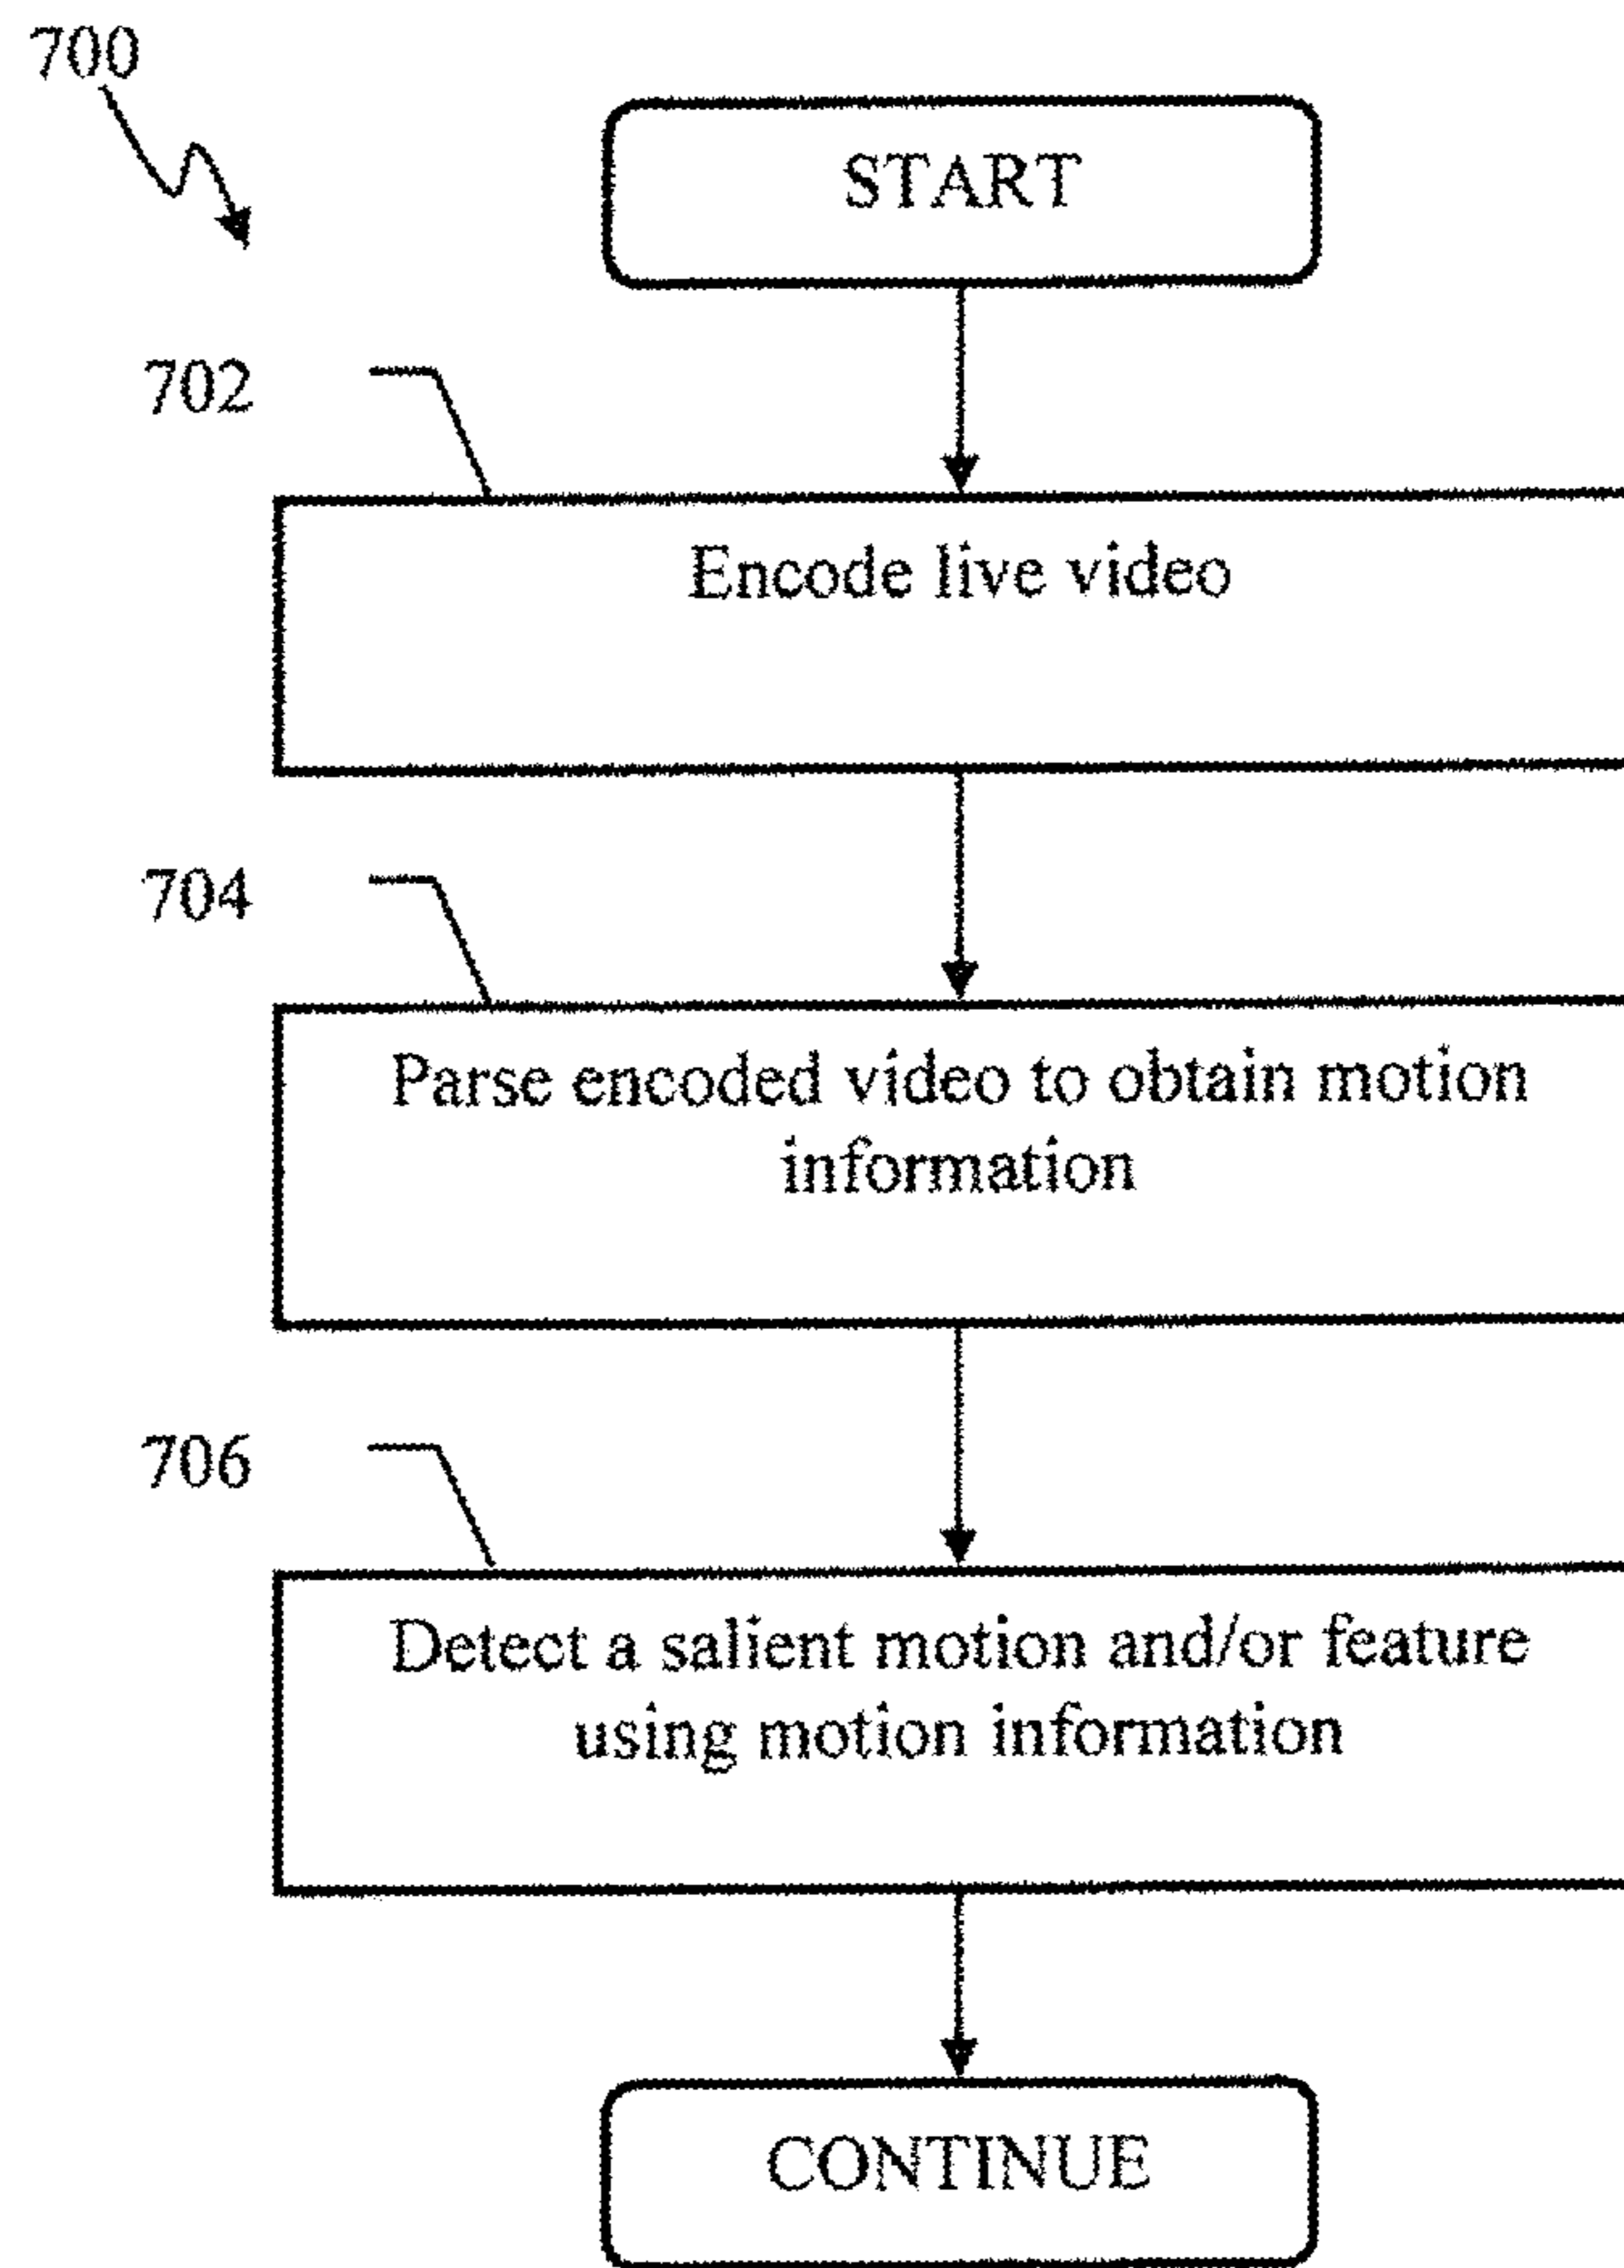 700
START
702
Encode live video
704
Parse encoded video to obtain motion
information
706
Detect a salient motion and/or feature
using motion information
CONTINUE